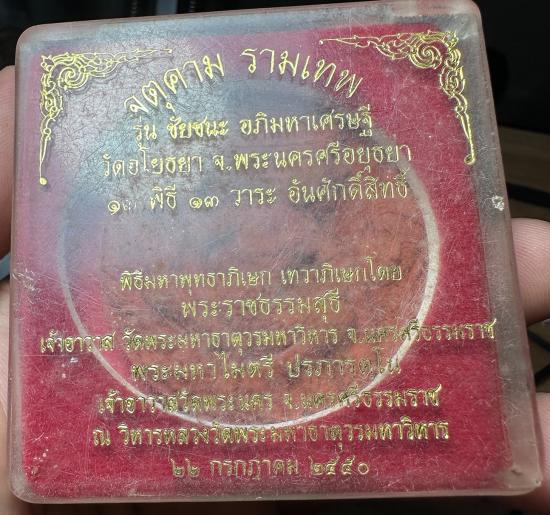 จตุคาม รามเทพ
รุ่น ชัยชนะ อภิมหาเศรษฐี
วัดอโยธยา จ.พระนครศรีอยุธยา
๑๓ พิธี ๑๓ วาระ อันศักดิ์สิทธิ์
พิธีมหาพุทธาภิเษก เทวาภิเษกโดย
พระราชธรรมสุธี
เจ้าอาวาส วัดพระมหาธาตุวรมหาวิหาร จ.นครศรีธรรมราช
พระมหาไมตรี
เจ้าอาวาสวัดพระนคร จ.นครศรีธรรมราช
ณ วิหารหลวงวัดพระมหาธาตุวรมหาวิหาร
๒๒ กรกฎาคม ๒๕๕๐